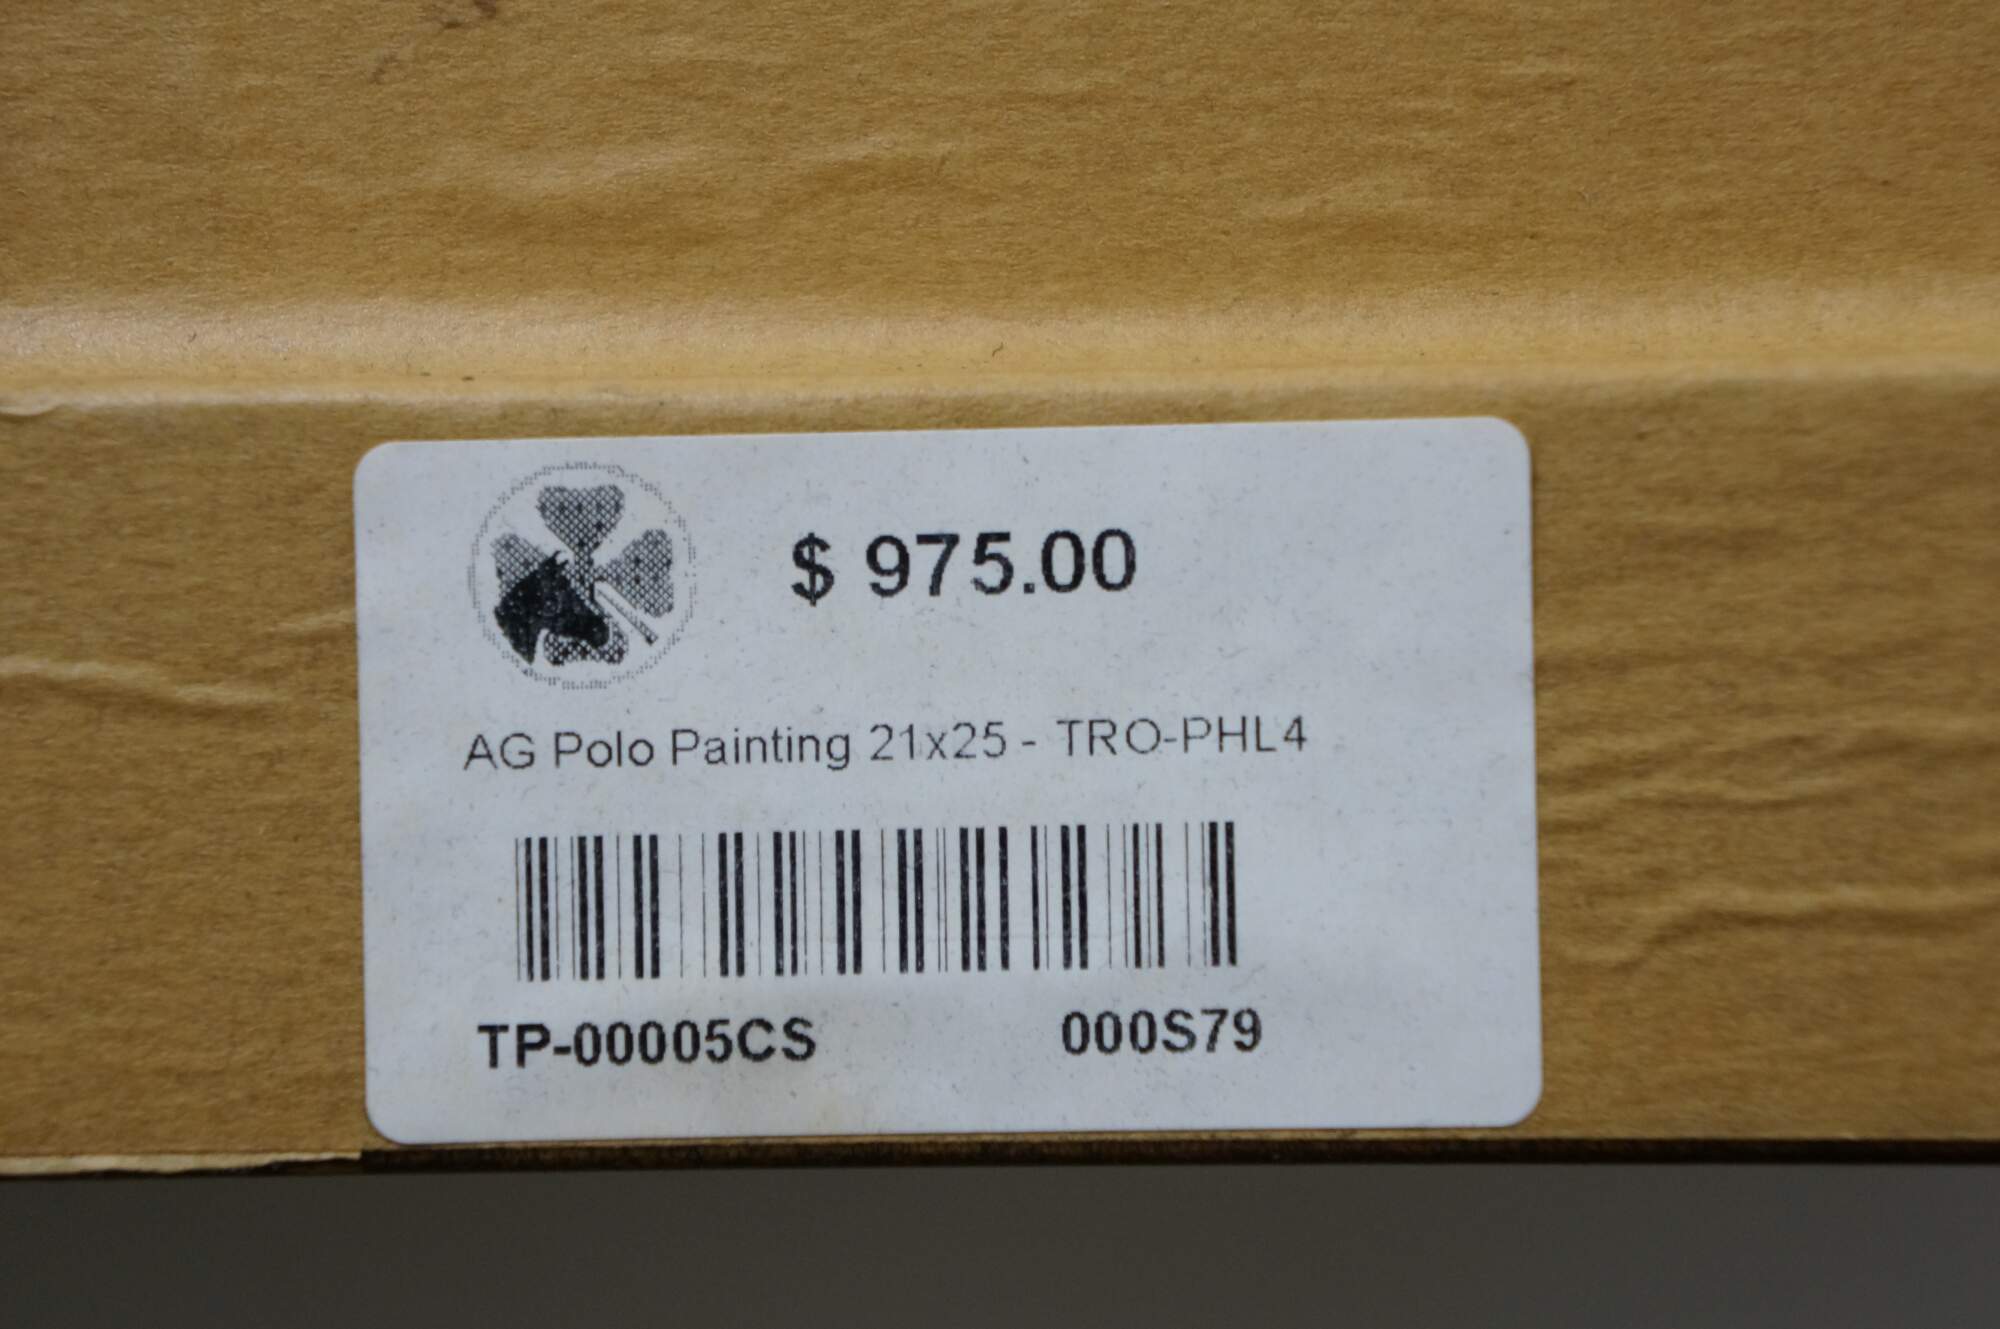 $ 975.00
AG Polo Painting 21x25 - TRO-PHL4
TP-00005CS 000S79